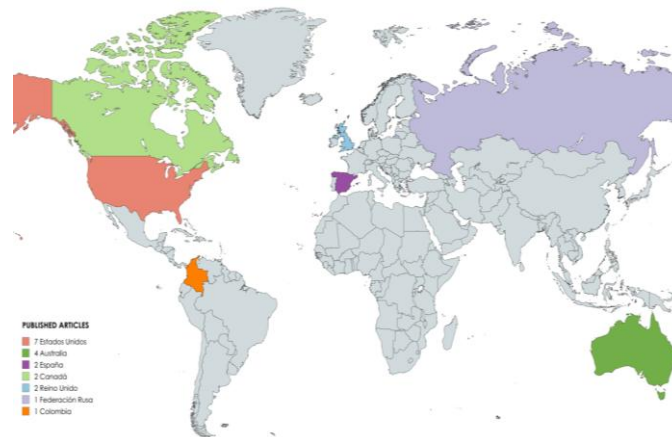 PUBLISHED ARTICLES
7 Estados Unidos
4 Australia
2 España
2 Canadá
2 Reino Unido
1 Federación Rusa
1 Colombia